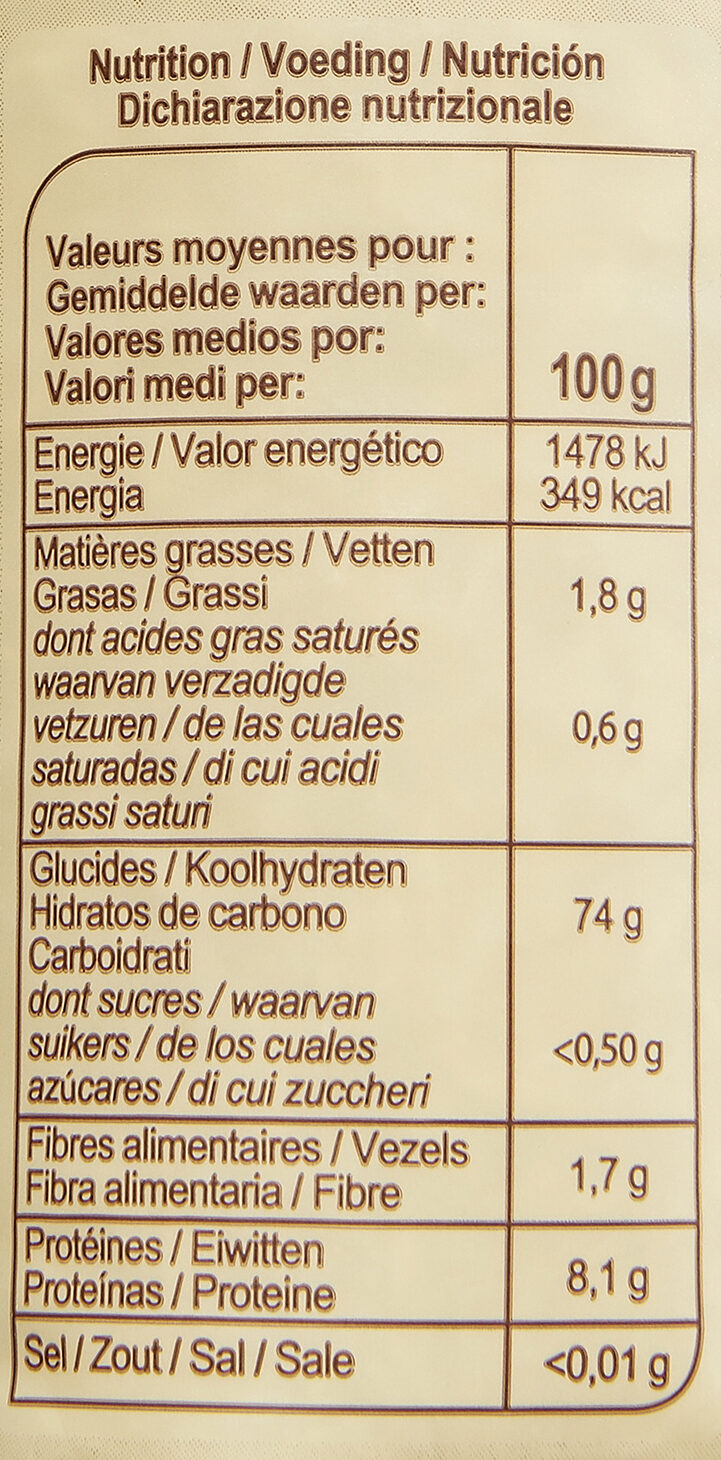 Nutrition / Voeding / Nutrición
Dichiarazione nutrizionale
Valeurs moyennes pour :
Gemiddelde waarden per:
Valores medios por:
Valori medi per:
100 g
Energie / Valor energético
Energia
1478 kJ
349 kcal
Matières grasses / Vetten
Grasas / Grassi
1,8 g
dont acides gras saturés
waarvan verzadigde
vetzuren / de las cuales
saturadas / di cui acidi
grassi saturi
0,6 g
Glucides / Koolhydraten
Hidratos de carbono
Carboidrati
74 g
dont sucres / waarvan
suikers / de los cuales
azúcares / di cui zuccheri
<0,50 g
Fibres alimentaires / Vezels
Fibra alimentaria / Fibre
1,7 g
Protéines / Eiwitten
Proteínas / Proteine
8,1 g
Sel / Zout / Sal / Sale
<0,01 g